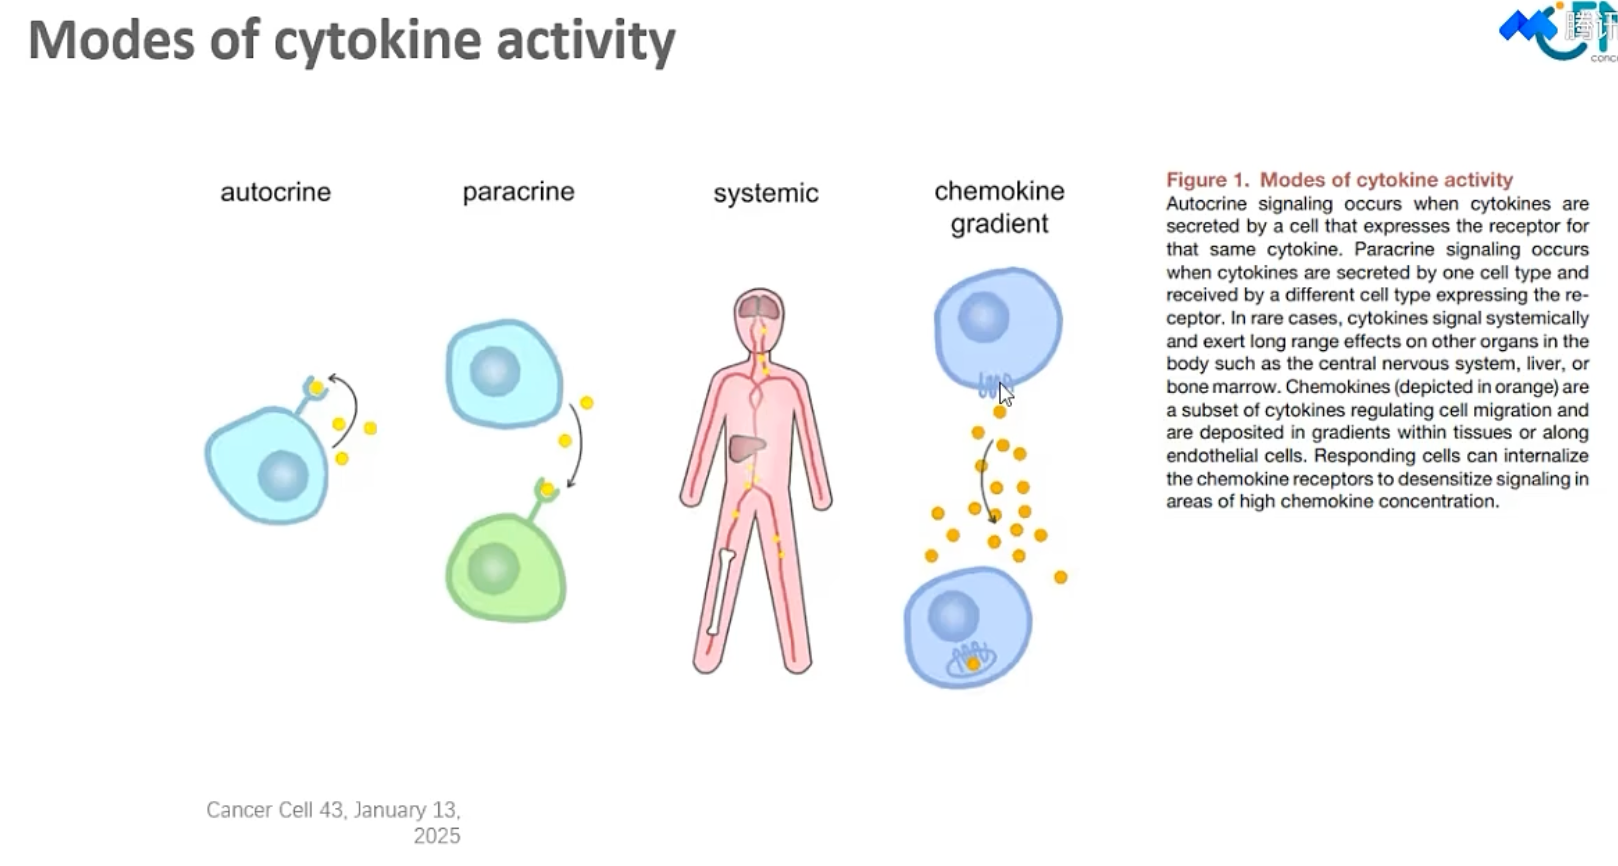 Modes of cytokine activity
腾讯
autocrine
paracrine
systemic
chemokine
gradient
Figure 1. Modes of cytokine activity
Autocrine signaling occurs when cytokines are
secreted by a cell that expresses the receptor for
that same cytokine. Paracrine signaling occurs
when cytokines are secreted by one cell type and
received by a different cell type expressing the re-
ceptor. In rare cases, cytokines signal systemically
and exert long range effects on other organs in the
body such as the central nervous system, liver, or
bone marrow. Chemokines (depicted in orange) are
a subset of cytokines regulating cell migration and
are deposited in gradients within tissues or along
endothelial cells. Responding cells can internalize
the chemokine receptors to desensitize signaling in
areas of high chemokine concentration.
Cancer Cell 43, January 13,
2025